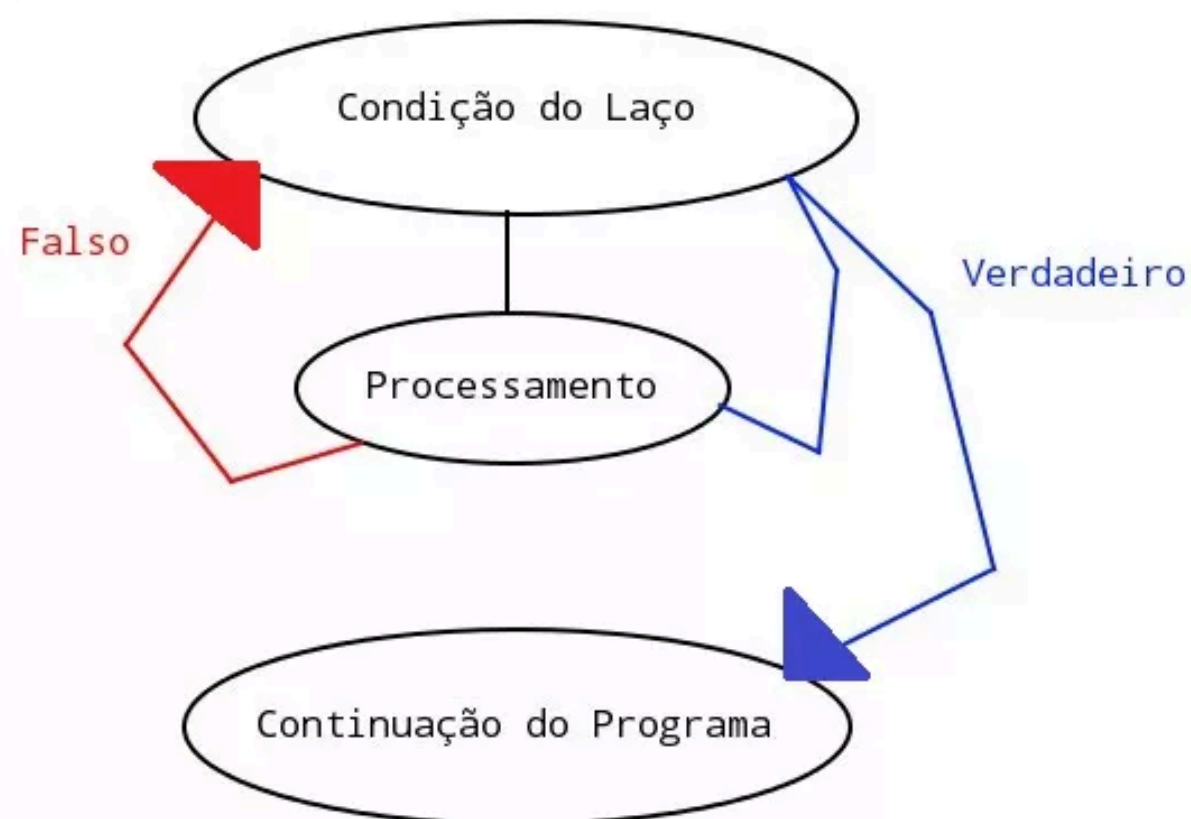 Condição do Laço
Falso
Verdadeiro
Processamento
Continuação do Programa